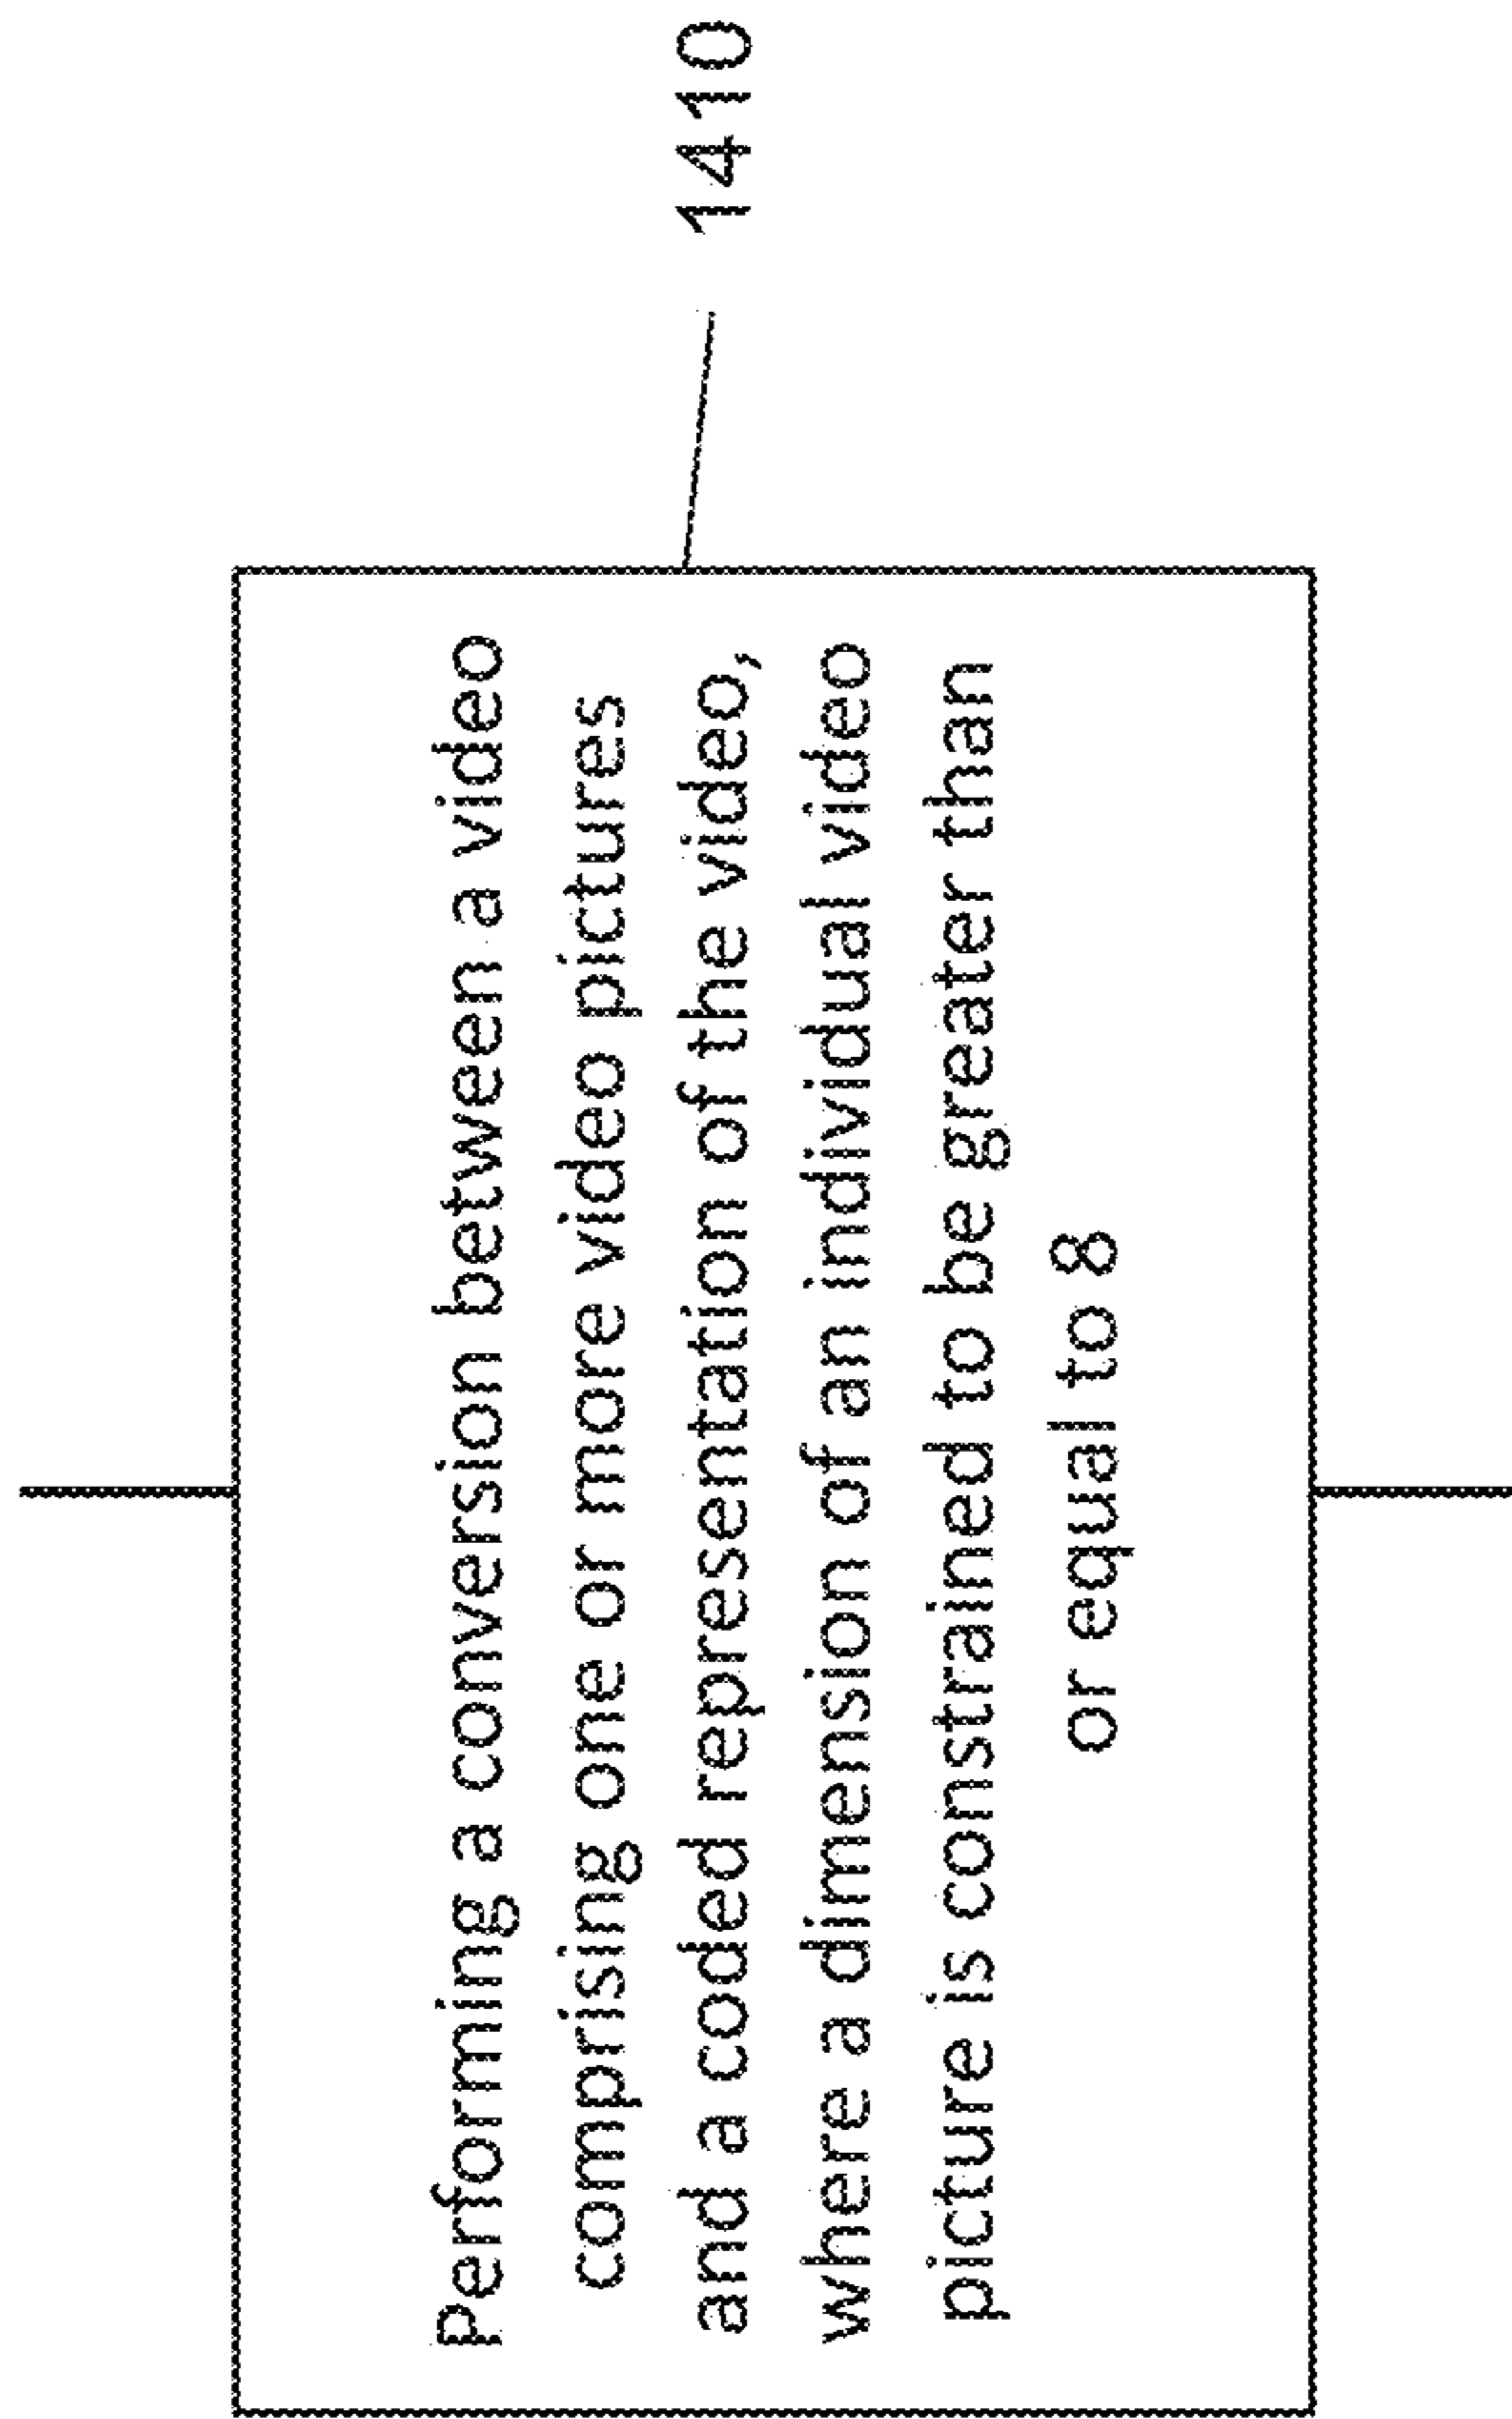 Performing a conversion between a video
comprising one or more video pictures
and a coded representation of the video,
where a dimension of an individual video
picture is constrained to be greater than
or equal to 8
1410